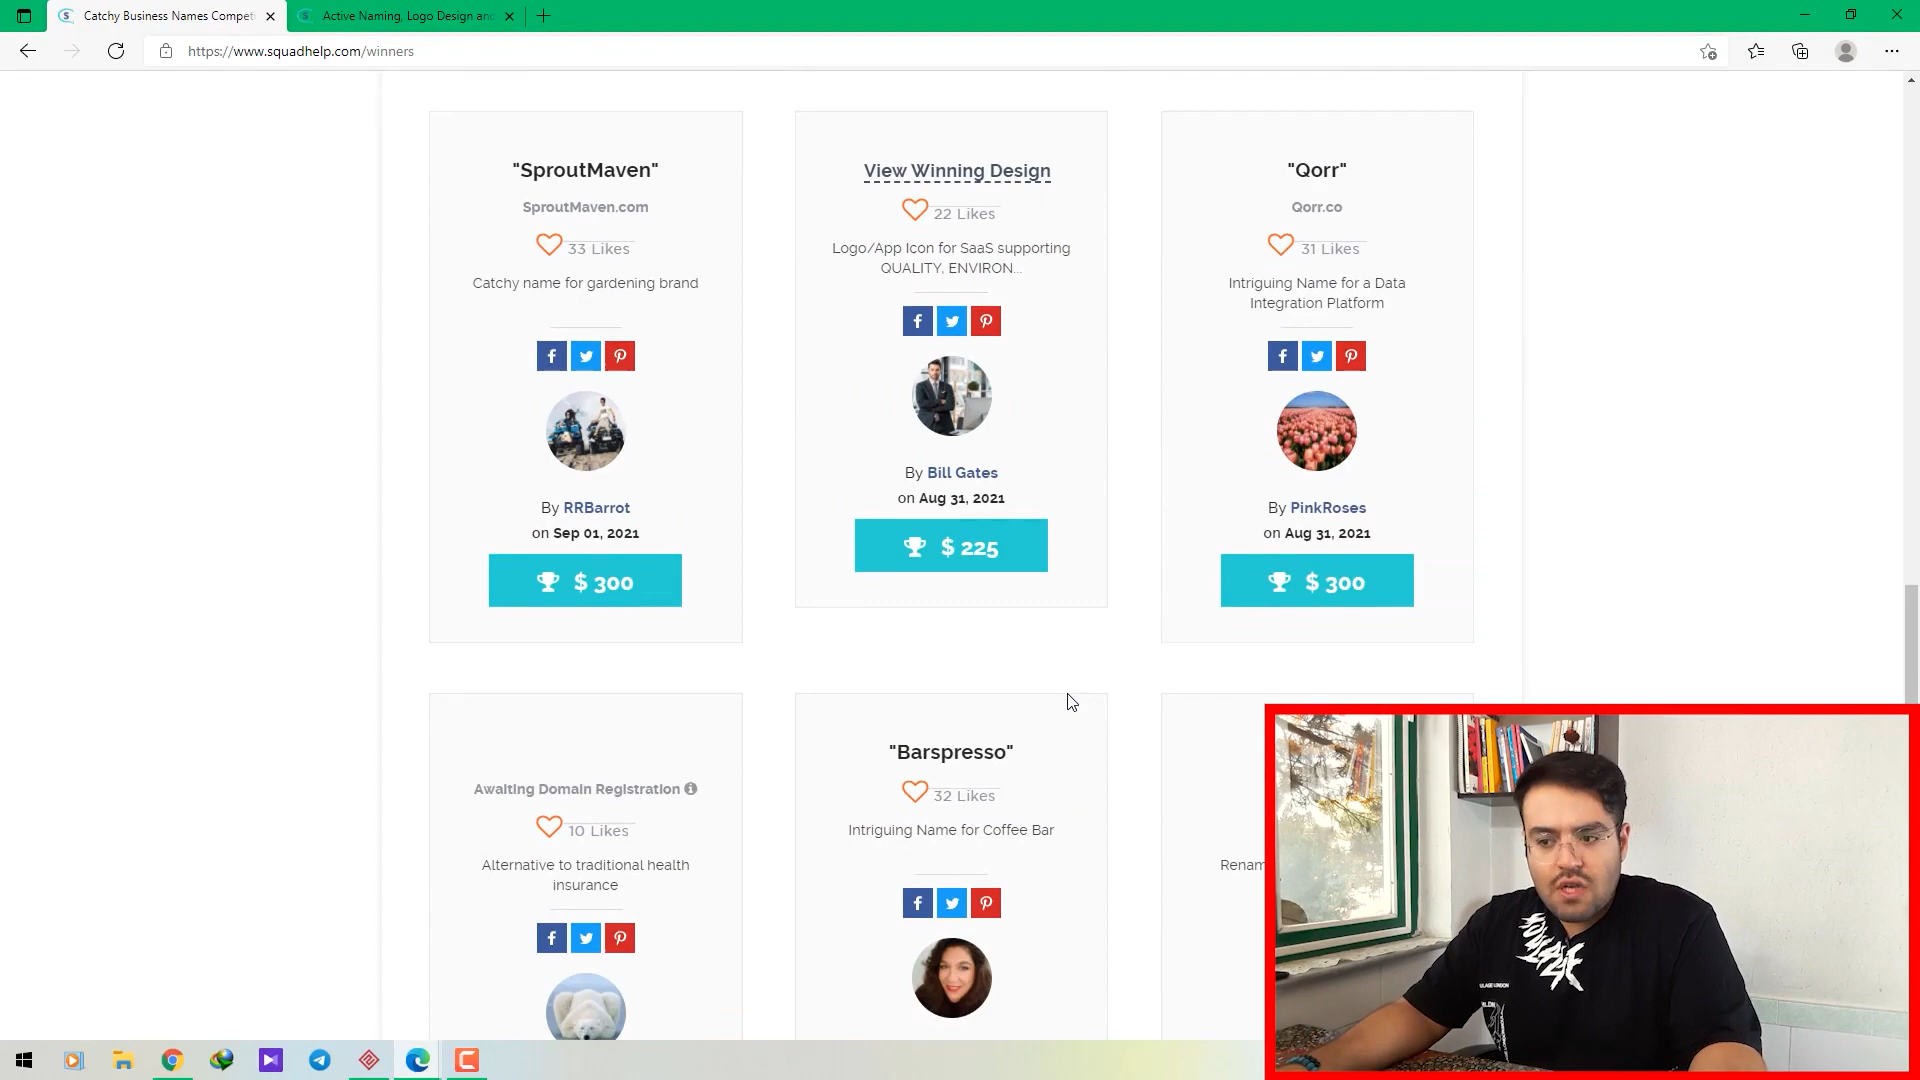 Catchy Business Names Competi
Active Naming, Logo Design and
https://www.squadhelp.com/winners
"SproutMaven"
SproutMaven.com
33 Likes
Catchy name for gardening brand
By RRBarrot
on Sep 01, 2021
$ 300
View Winning Design
22 Likes
Logo/App Icon for SaaS supporting
QUALITY, ENVIRON...
By Bill Gates
on Aug 31, 2021
$ 225
"Qorr"
Qorr.co
31 Likes
Intriguing Name for a Data
Integration Platform
By PinkRoses
on Aug 31, 2021
$ 300
Awaiting Domain Registration
10 Likes
Alternative to traditional health
insurance
"Barspresso"
32 Likes
Intriguing Name for Coffee Bar
Renam